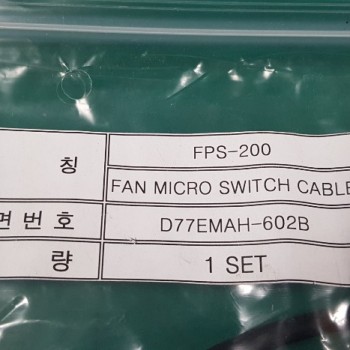 칭 FPS-200
FAN MICRO SWITCH CABLE
면번호 D77EMAH-602B
량 1 SET